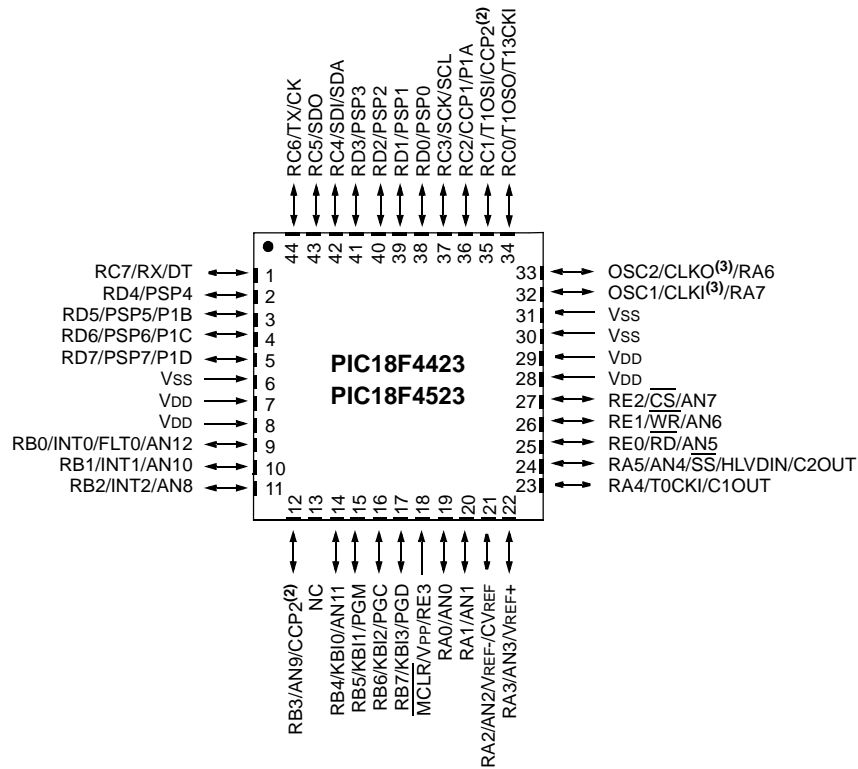 RC6/TX/CK
RC5/SDO
RC4/SDI/SDA
RD3/PSP3
RD2/PSP2
RD1/PSP1
RD0/PSP0
RC3/SCK/SCL
RC2/CCP1/P1A
RC1/T1OSI/CCP2(2)
RC0/T1OSO/T13CKI
44 43 42 41 40 39 38 37 36 35 34
RC7/RX/DT 1
RD4/PSP4 2
RD5/PSP5/P1B 3
RD6/PSP6/P1C 4
RD7/PSP7/P1D 5
VSS 6
VDD 7
VDD 8
RB0/INT0/FLT0/AN12 9
RB1/INT1/AN10 10
RB2/INT2/AN8 11
PIC18F4423
PIC18F4523
33 OSC2/CLKO(3)/RA6
32 OSC1/CLKI(3)/RA7
31 VSS
30 VSS
29 VDD
28 VDD
27 RE2/CS/AN7
26 RE1/WR/AN6
25 RE0/RD/AN5
24 RA5/AN4/SS/HLVDIN/C2OUT
23 RA4/T0CKI/C1OUT
12 13 14 15 16 17 18 19 20 21 22
RB3/AN9/CCP2(2)
NC
RB4/KBI0/AN11
RB5/KBI1/PGM
RB6/KBI2/PGC
RB7/KBI3/PGD
MCLR/VPP/RE3
RA0/AN0
RA1/AN1
RA2/AN2/VREF-/CVREF
RA3/AN3/VREF+